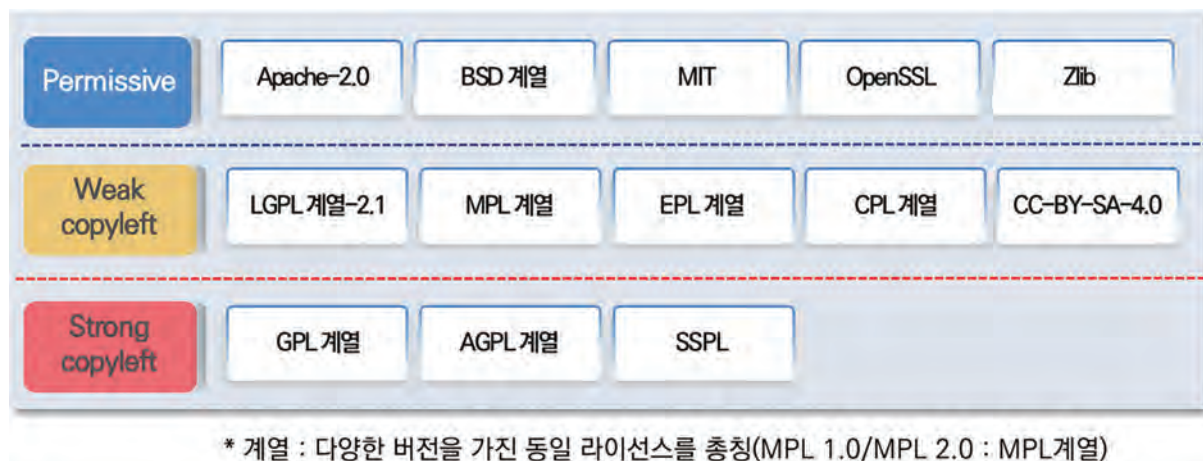 Permissive
Apache-2.0
BSD 계열
MIT
OpenSSL
Zlib
Weak
copyleft
LGPL 계열-2.1
MPL 계열
EPL 계열
CPL 계열
CC-BY-SA-4.0
Strong
copyleft
GPL 계열
AGPL 계열
SSPL
* 계열 : 다양한 버전을 가진 동일 라이선스를 총칭(MPL 1.0/MPL 2.0 : MPL계열)